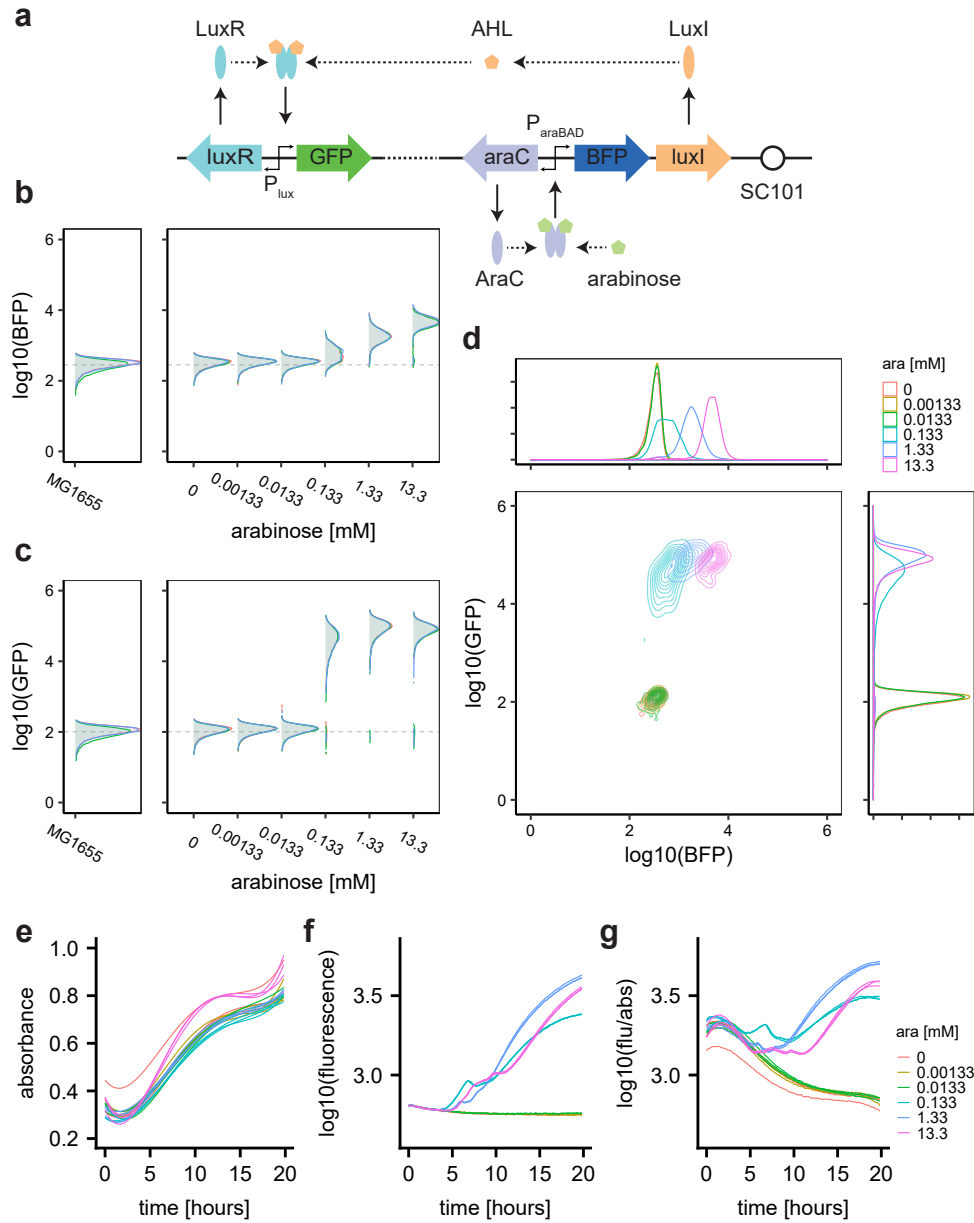 a
LuxR AHL LuxI
luxR GFP araC BFP luxI
P_lux
P_araBAD
SC101
AraC arabinose
b
log10(BFP)
6
4
2
0
MG1655 0 0.00133 0.0133 0.133 1.33 13.3
arabinose [mM]
c
log10(GFP)
6
4
2
0
MG1655 0 0.00133 0.0133 0.133 1.33 13.3
arabinose [mM]
d
ara [mM]
0
0.00133
0.0133
0.133
1.33
13.3
log10(GFP)
6
4
2
0
0 2 4 6
log10(BFP)
e
absorbance
1.0
0.8
0.6
0.4
0.2
0 5 10 15 20
time [hours]
f
log10(fluorescence)
3.5
3.0
0 5 10 15 20
time [hours]
g
log10(flu/abs)
3.5
3.0
0 5 10 15 20
time [hours]
ara [mM]
0
0.00133
0.0133
0.133
1.33
13.3